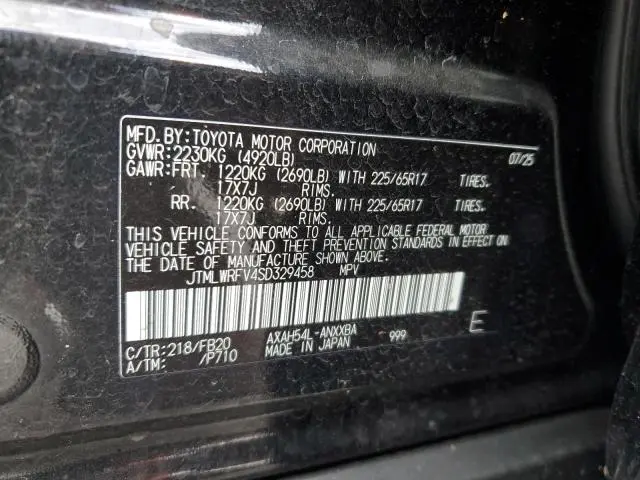 MFD. BY:TOYOTA MOTOR CORPORATION 07/25
GVWR:2230KG (4920LB)
GAWR:FRT. 1220KG (2690LB) WITH 225/65R17 TIRES.
17X7J RIMS.
RR. 1220KG (2690LB) WITH 225/65R17 TIRES.
17X7J RIMS.
THIS VEHICLE CONFORMS TO ALL APPLICABLE FEDERAL MOTOR
VEHICLE SAFETY AND THEFT PREVENTION STANDARDS IN EFFECT ON
THE DATE OF MANUFACTURE SHOWN ABOVE.
JTMLWRFV4SD329458 MPV
C/TR:218/FB20 AXAH54L-ANXXBA 999 E
A/TM: /P710 MADE IN JAPAN